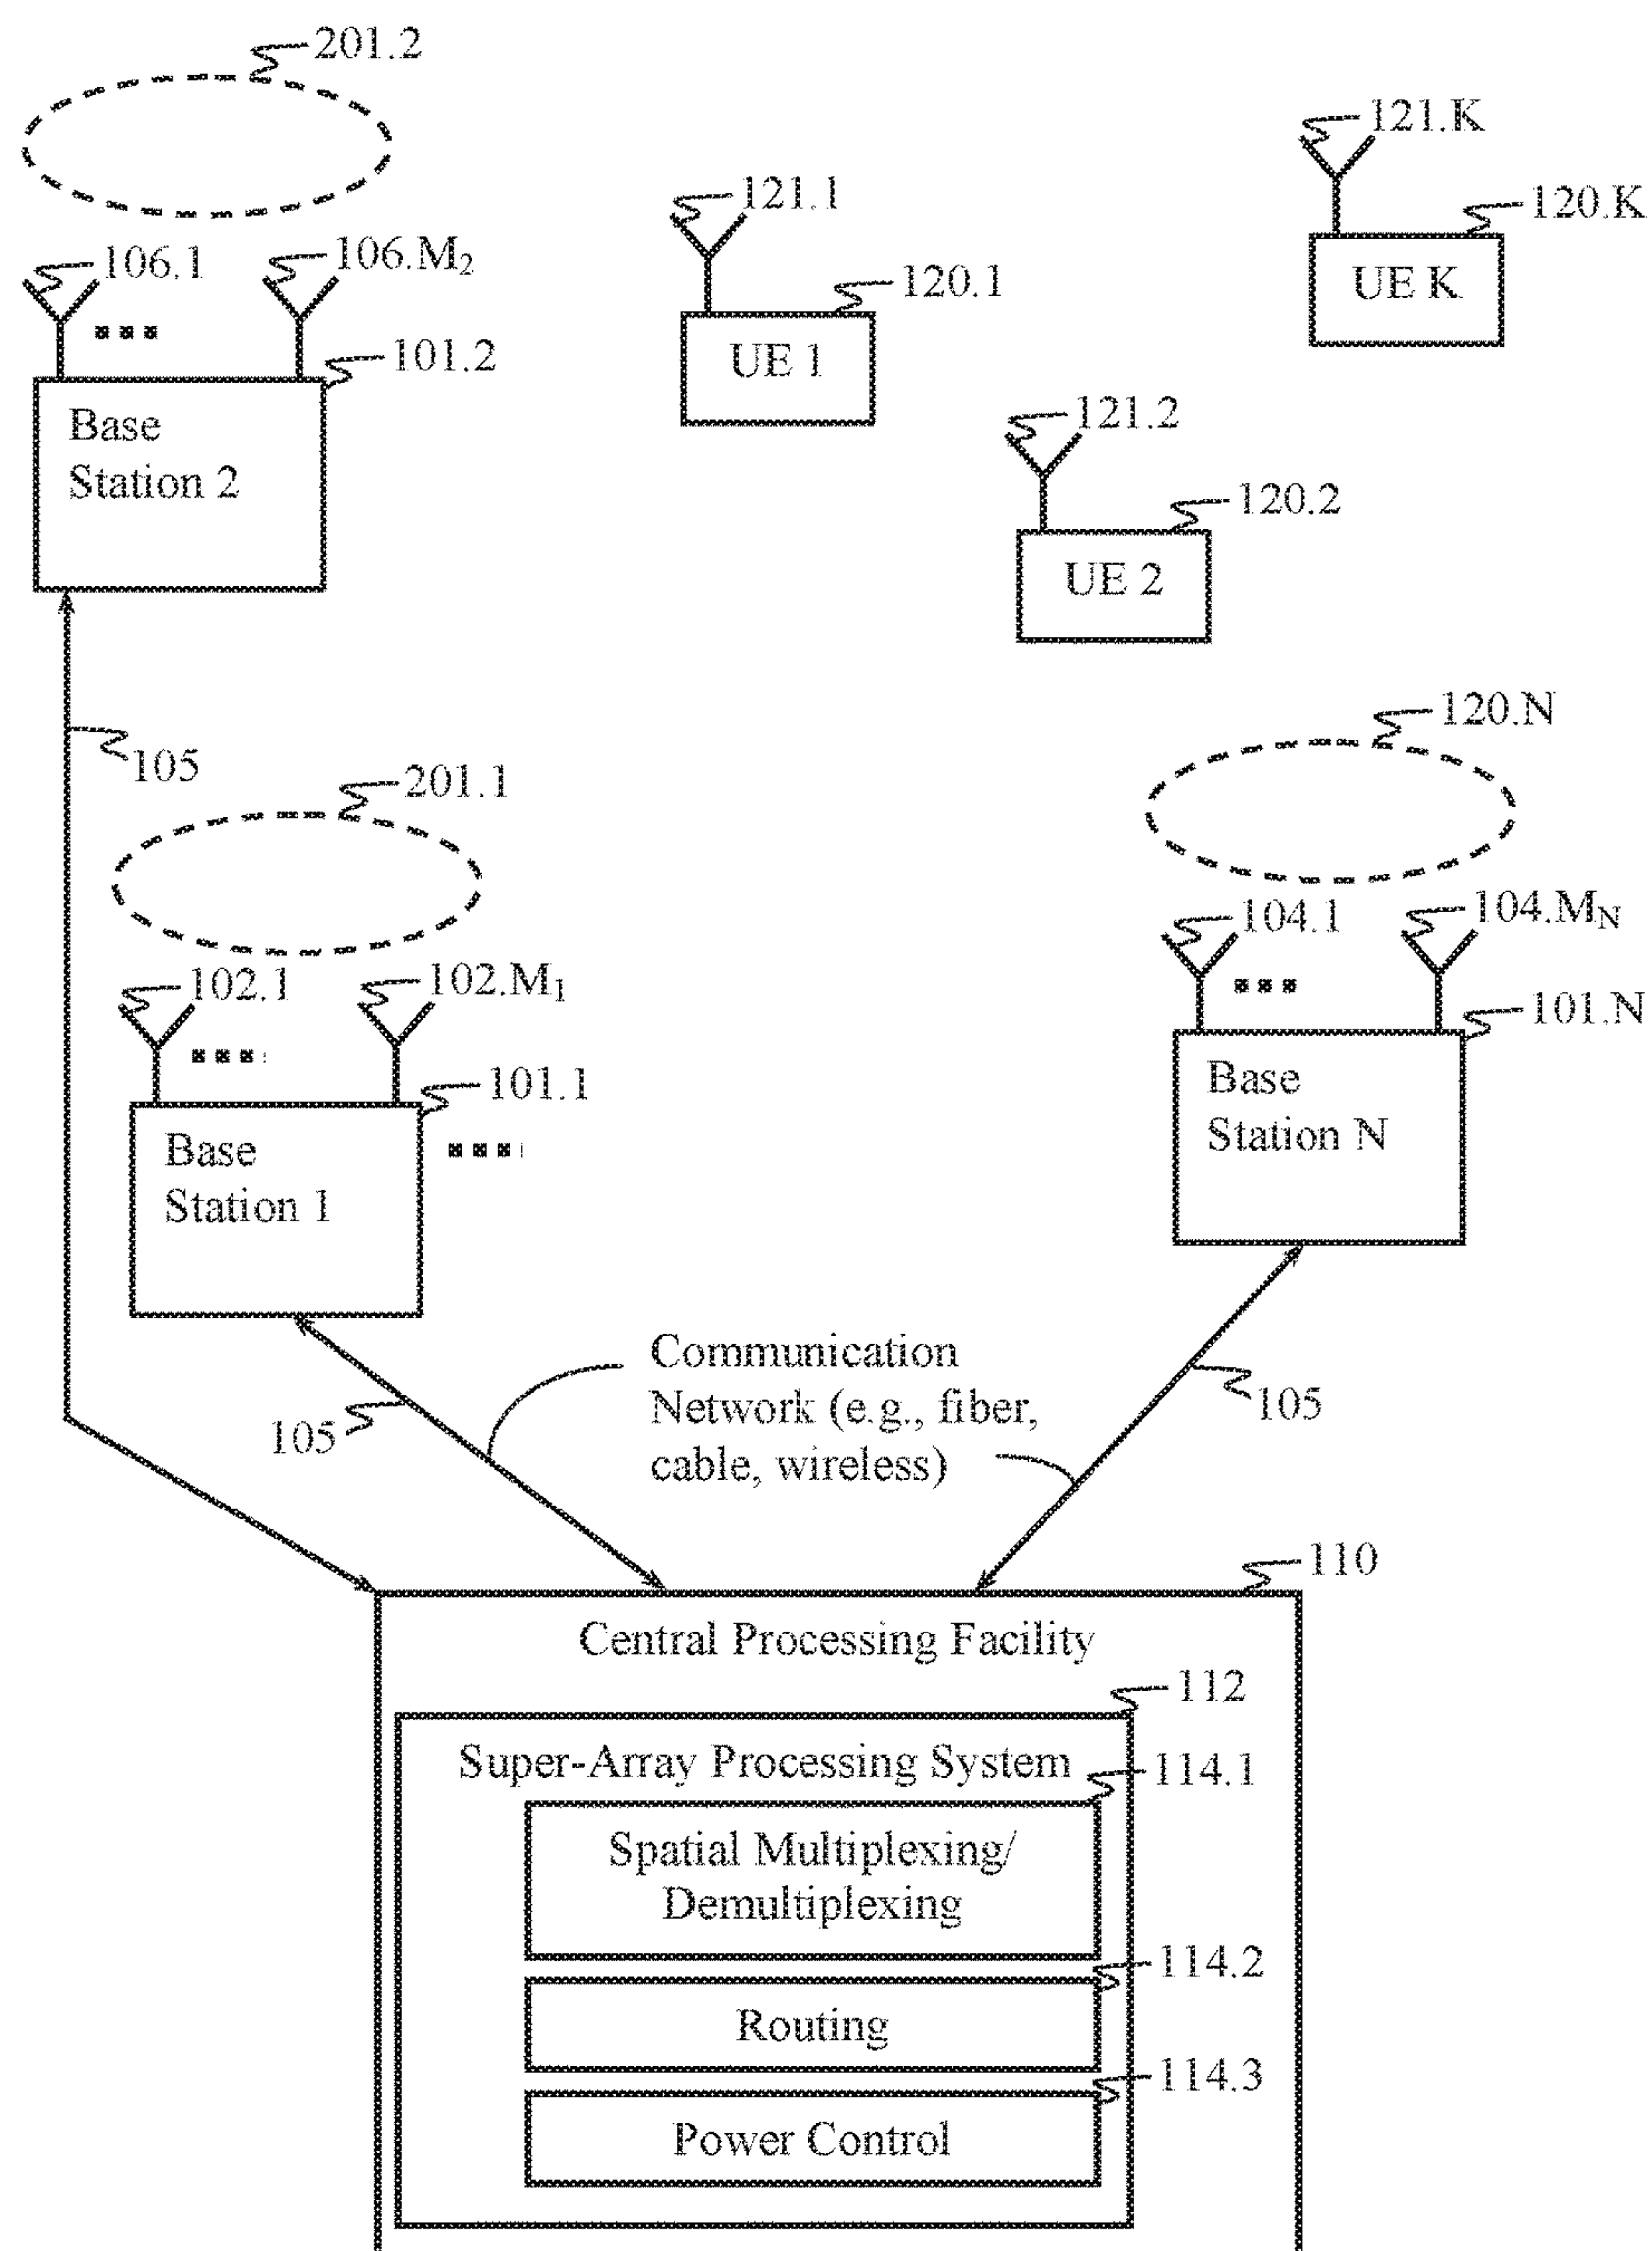 201.2
121.K
120.K
UE K
121.1
120.1
UE 1
106.1
106.M₂
101.2
Base
Station 2
121.2
120.2
UE 2
120.N
105
201.1
104.1
104.M_N
101.N
Base
Station N
102.1
102.M₁
101.1
Base
Station 1
Communication
Network (e.g., fiber,
cable, wireless)
105
105
110
Central Processing Facility
112
Super-Array Processing System
114.1
Spatial Multiplexing/
Demultiplexing
114.2
Routing
114.3
Power Control